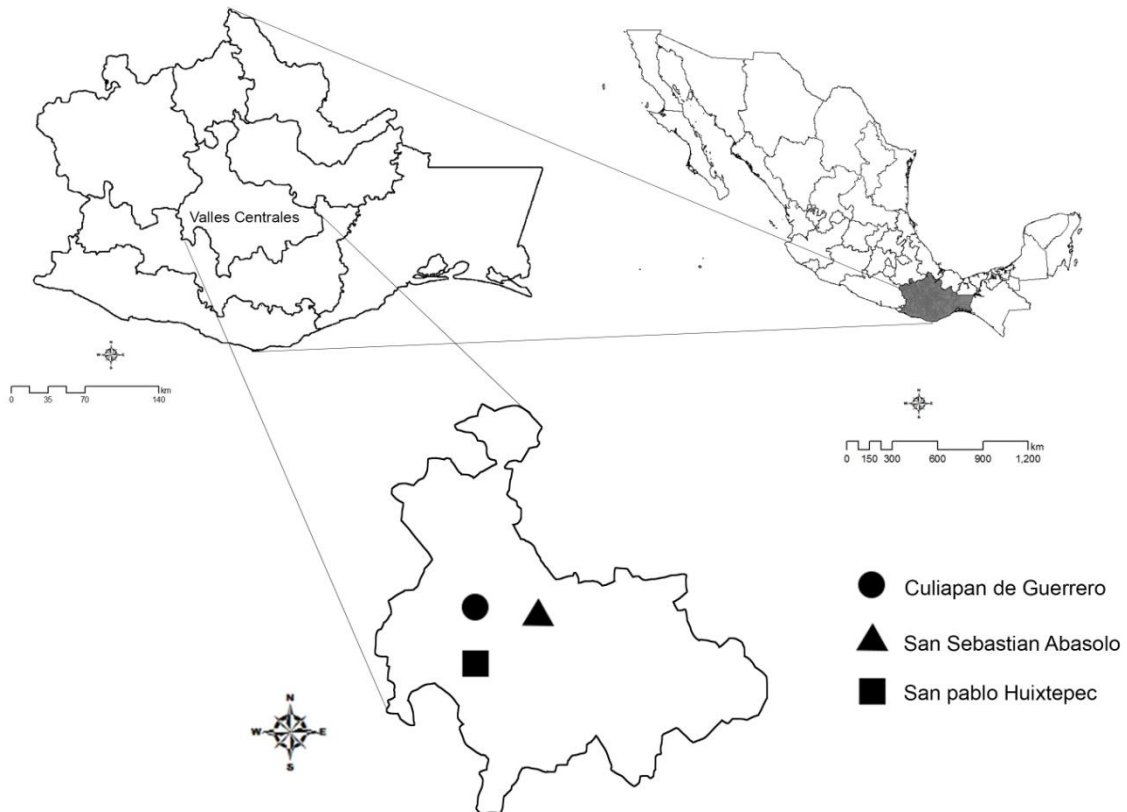 Valles Centrales
N
W E
S
0 35 70 140 km
N
W E
S
0 150 300 600 900 1,200 km
N
W E
S
Culiapan de Guerrero
San Sebastian Abasolo
San pablo Huixtepec